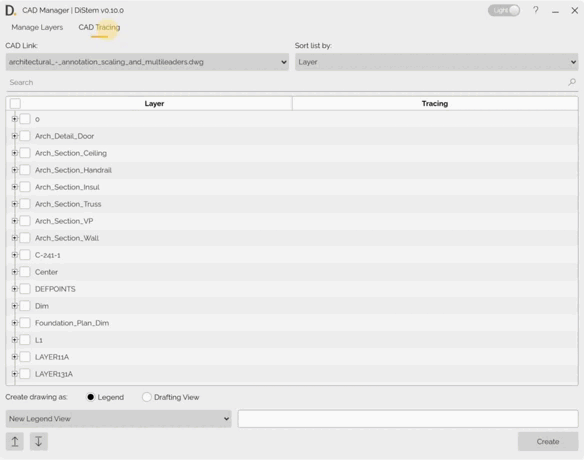 D. CAD Manager | DiStem v0.10.0
Light
?
Manage Layers CAD Tracing
CAD Link: Sort list by:
architectural_-_annotation_scaling_and_multileaders.dwg Layer
Search
Layer Tracing
0
Arch_Detail_Door
Arch_Section_Ceiling
Arch_Section_Handrail
Arch_Section_Insul
Arch_Section_Truss
Arch_Section_VP
Arch_Section_Wall
C-241-1
Center
DEFPOINTS
Dim
Foundation_Plan_Dim
L1
LAYER11A
LAYER131A
Create drawing as: Legend Drafting View
New Legend View
Create